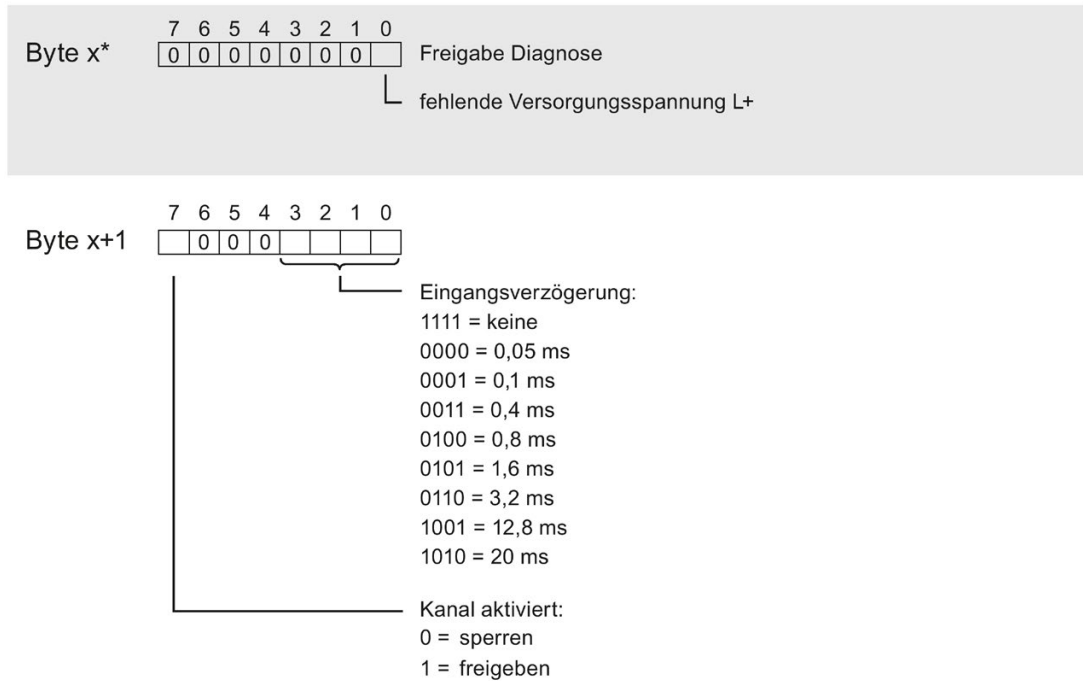 7 6 5 4 3 2 1 0
Byte x* 0 0 0 0 0 0 0 Freigabe Diagnose
fehlende Versorgungsspannung L+
7 6 5 4 3 2 1 0
Byte x+1 0 0 0
Eingangsverzögerung:
1111 = keine
0000 = 0,05 ms
0001 = 0,1 ms
0011 = 0,4 ms
0100 = 0,8 ms
0101 = 1,6 ms
0110 = 3,2 ms
1001 = 12,8 ms
1010 = 20 ms
Kanal aktiviert:
0 = sperren
1 = freigeben